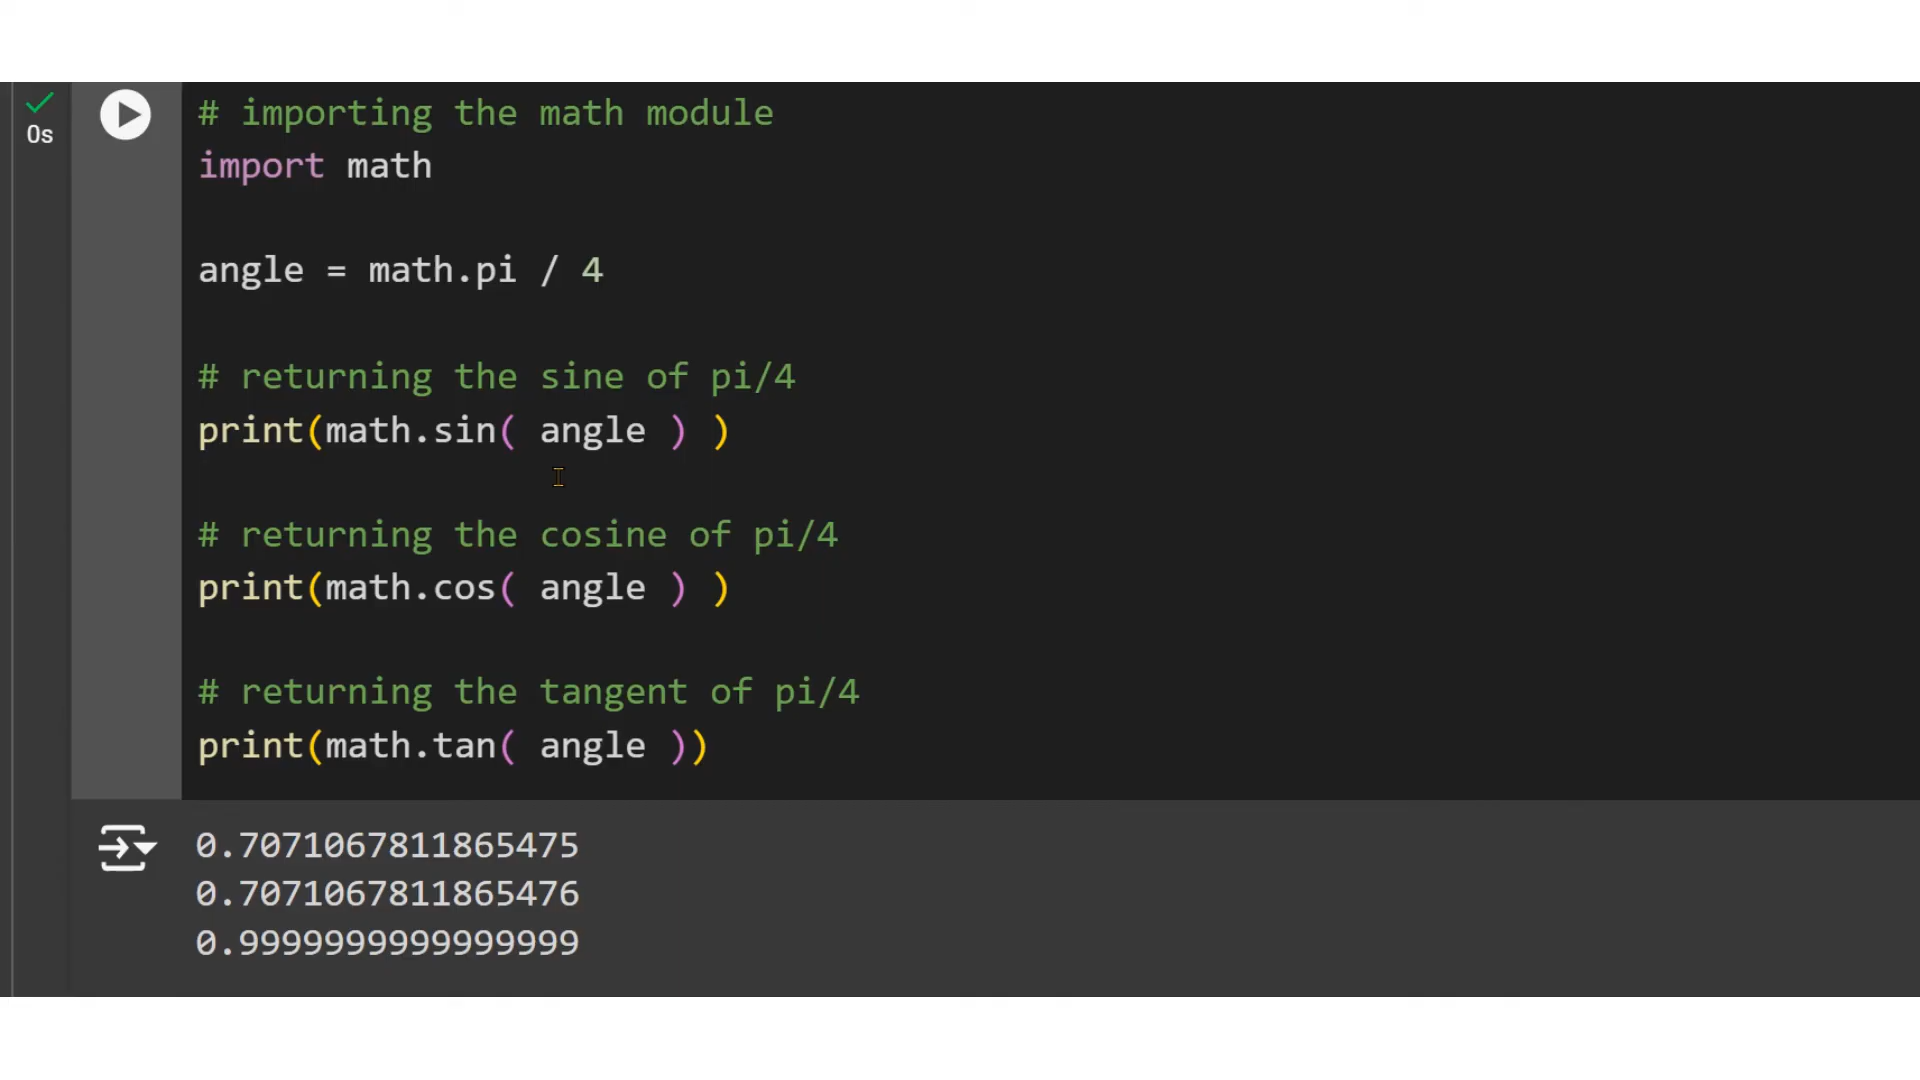 # importing the math module
0s
import math
angle = math.pi / 4
# returning the sine of pi/4
print(math.sin( angle ) )
# returning the cosine of pi/4
print(math.cos( angle ) )
# returning the tangent of pi/4
print(math.tan( angle ))
0.7071067811865475
0.7071067811865476
0.9999999999999999